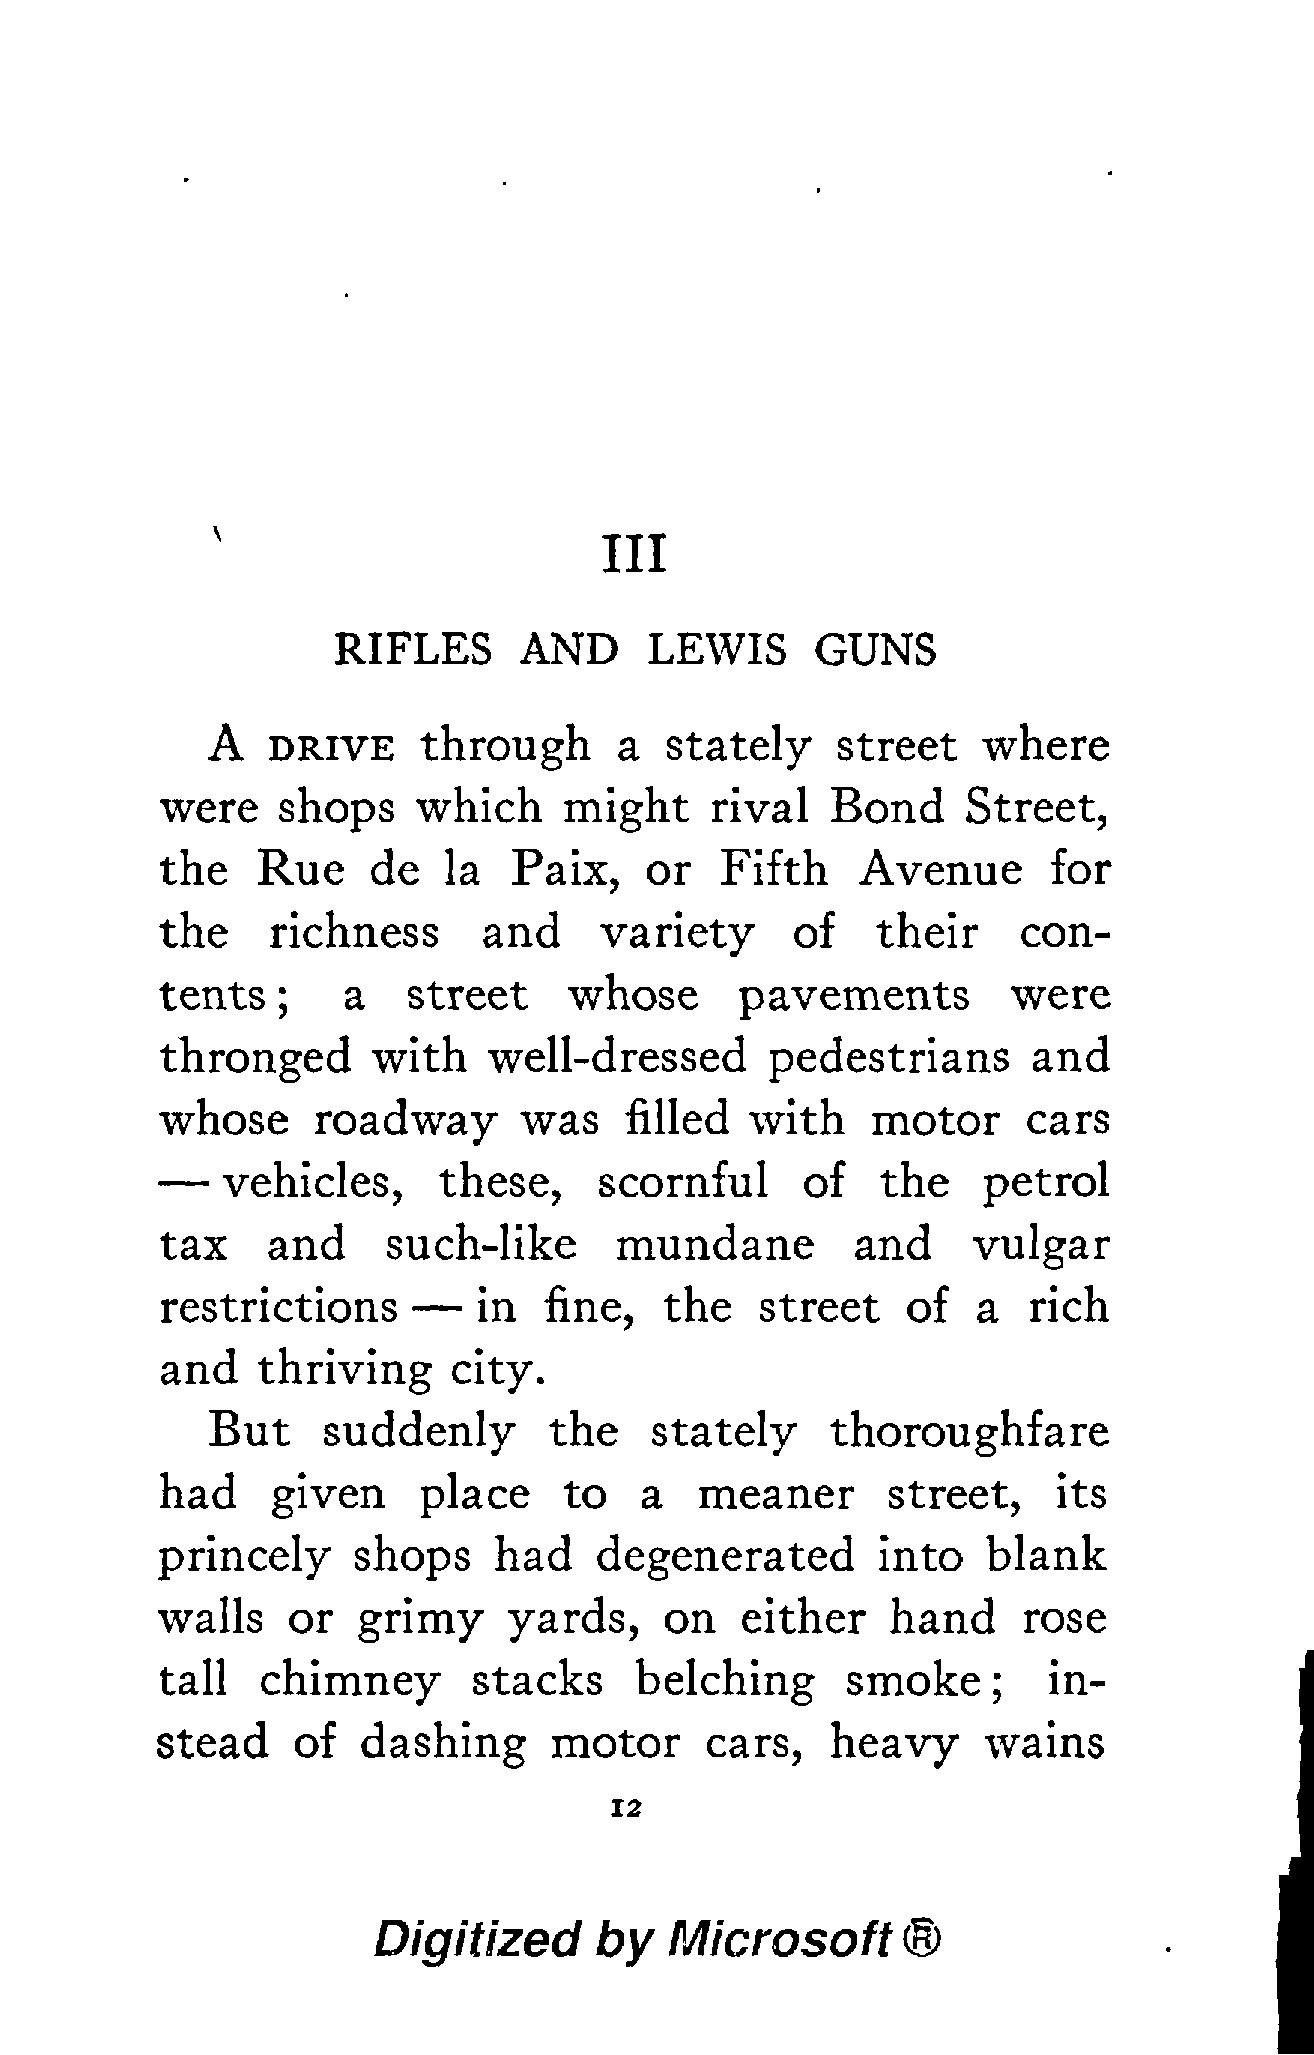 III
RIFLES AND LEWIS GUNS
A DRIVE through a stately street where
were shops which might rival Bond Street,
the Rue de la Paix, or Fifth Avenue for
the richness and variety of their con-
tents; a street whose pavements were
thronged with well-dressed pedestrians and
whose roadway was filled with motor cars
— vehicles, these, scornful of the petrol
tax and such-like mundane and vulgar
restrictions — in fine, the street of a rich
and thriving city.
But suddenly the stately thoroughfare
had given place to a meaner street, its
princely shops had degenerated into blank
walls or grimy yards, on either hand rose
tall chimney stacks belching smoke; in-
stead of dashing motor cars, heavy wains
12
Digitized by Microsoft ®